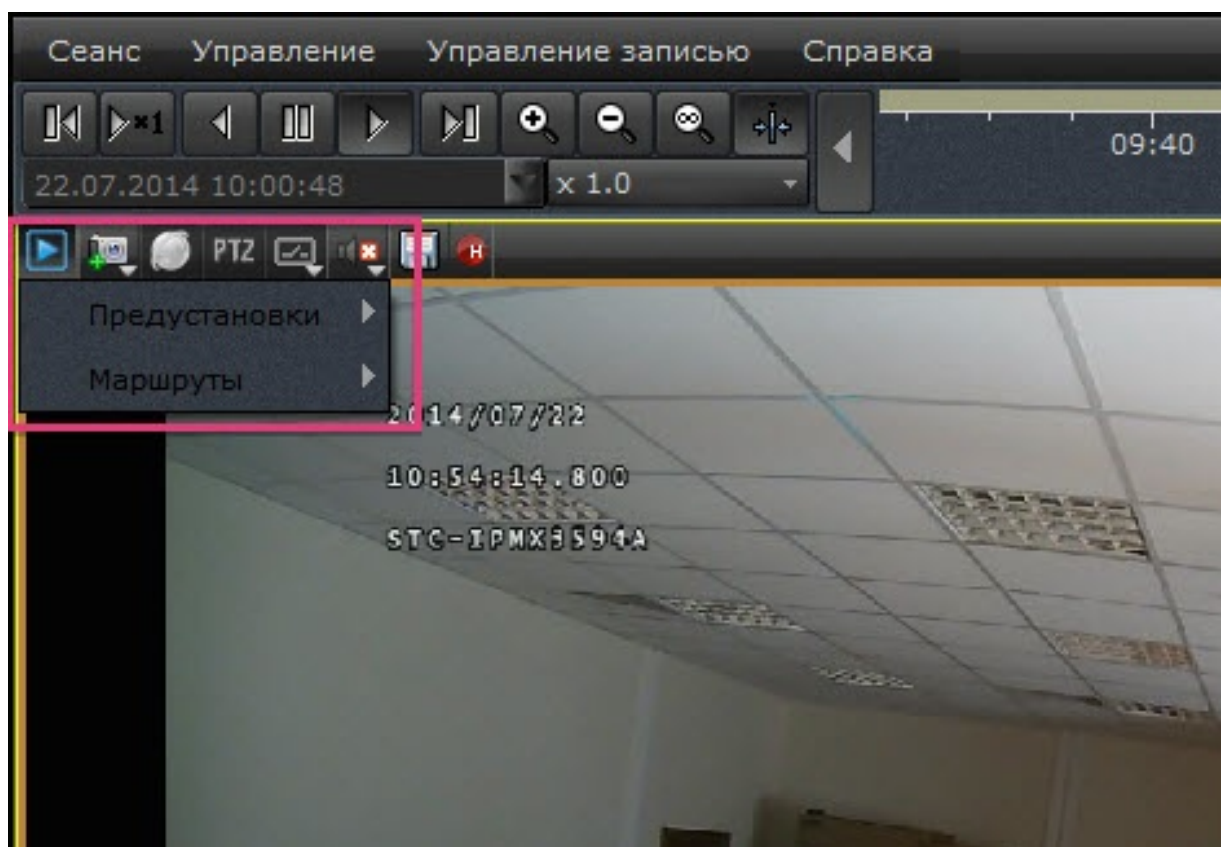 Сеанс Управление Управление записью Справка
×1
09:40
22.07.2014 10:00:48 x 1.0
PTZ H
Предустановки
Маршруты
2014/07/22
10:54:14.800
STC-IPMX3594A